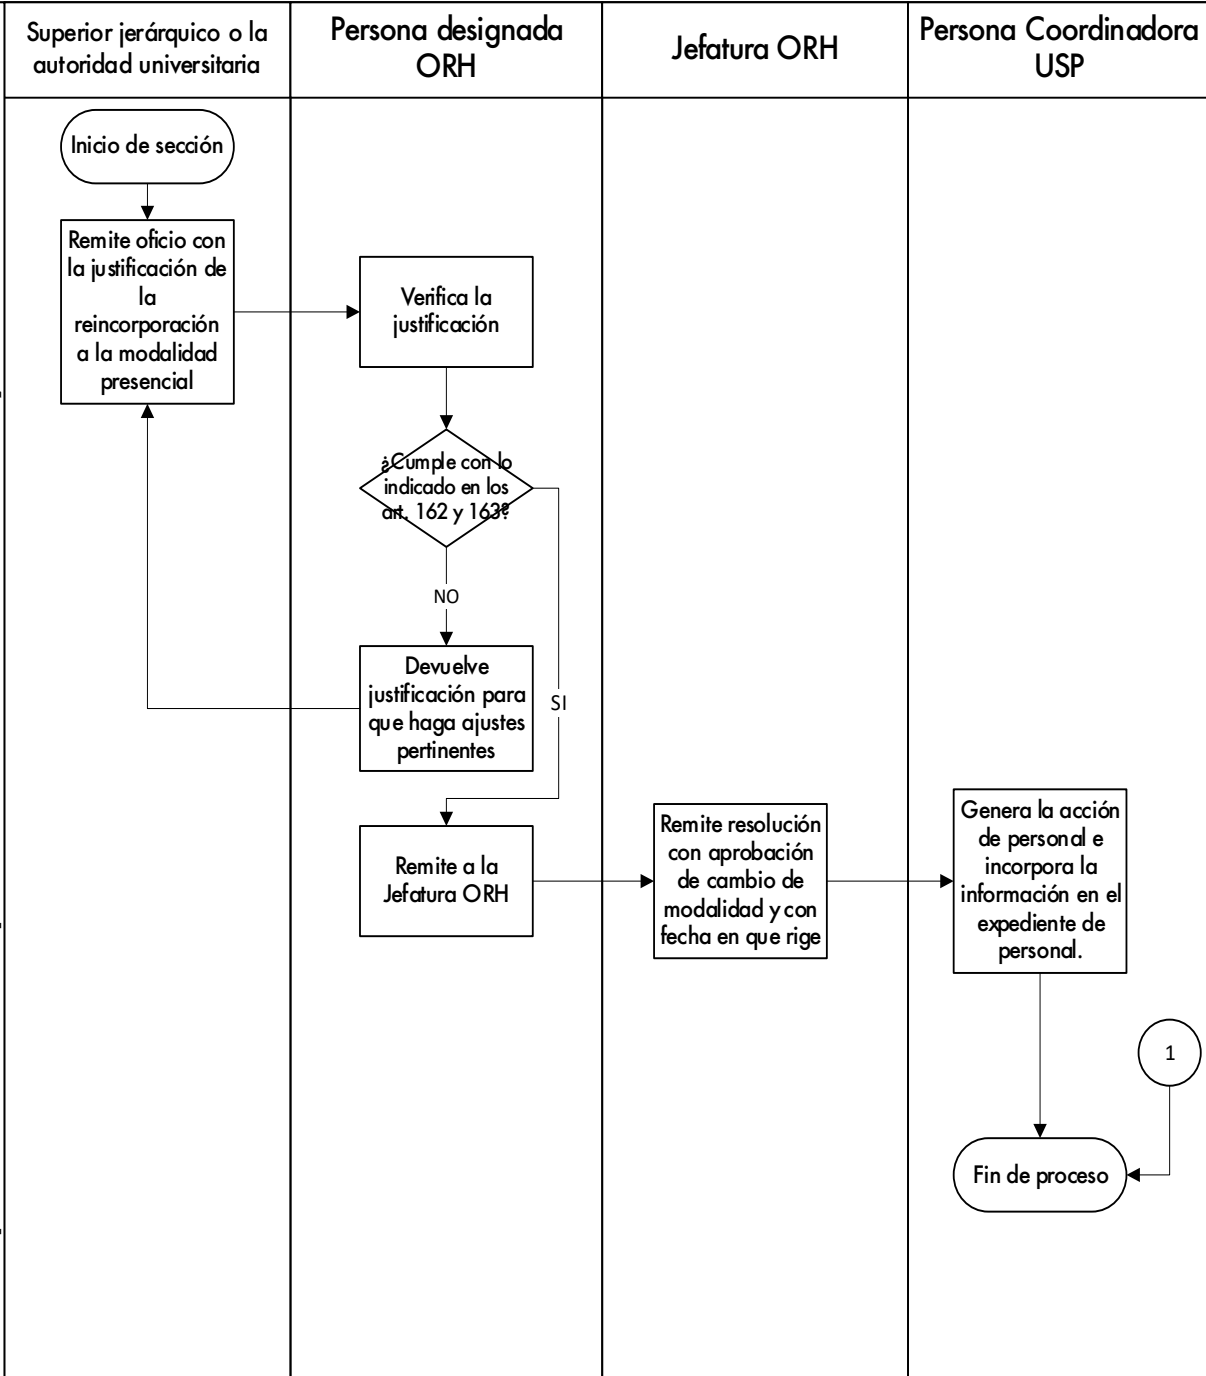 Superior jerárquico o la
autoridad universitaria
Persona designada
ORH
Jefatura ORH
Persona Coordinadora
USP
Inicio de sección
Remite oficio con
la justificación de
la
reincorporación
a la modalidad
presencial
Verifica la
justificación
¿Cumple con lo
indicado en los
art. 162 y 163?
NO
SI
Devuelve
justificación para
que haga ajustes
pertinentes
Remite a la
Jefatura ORH
Remite resolución
con aprobación
de cambio de
modalidad y con
fecha en que rige
Genera la acción
de personal e
incorpora la
información en el
expediente de
personal.
1
Fin de proceso